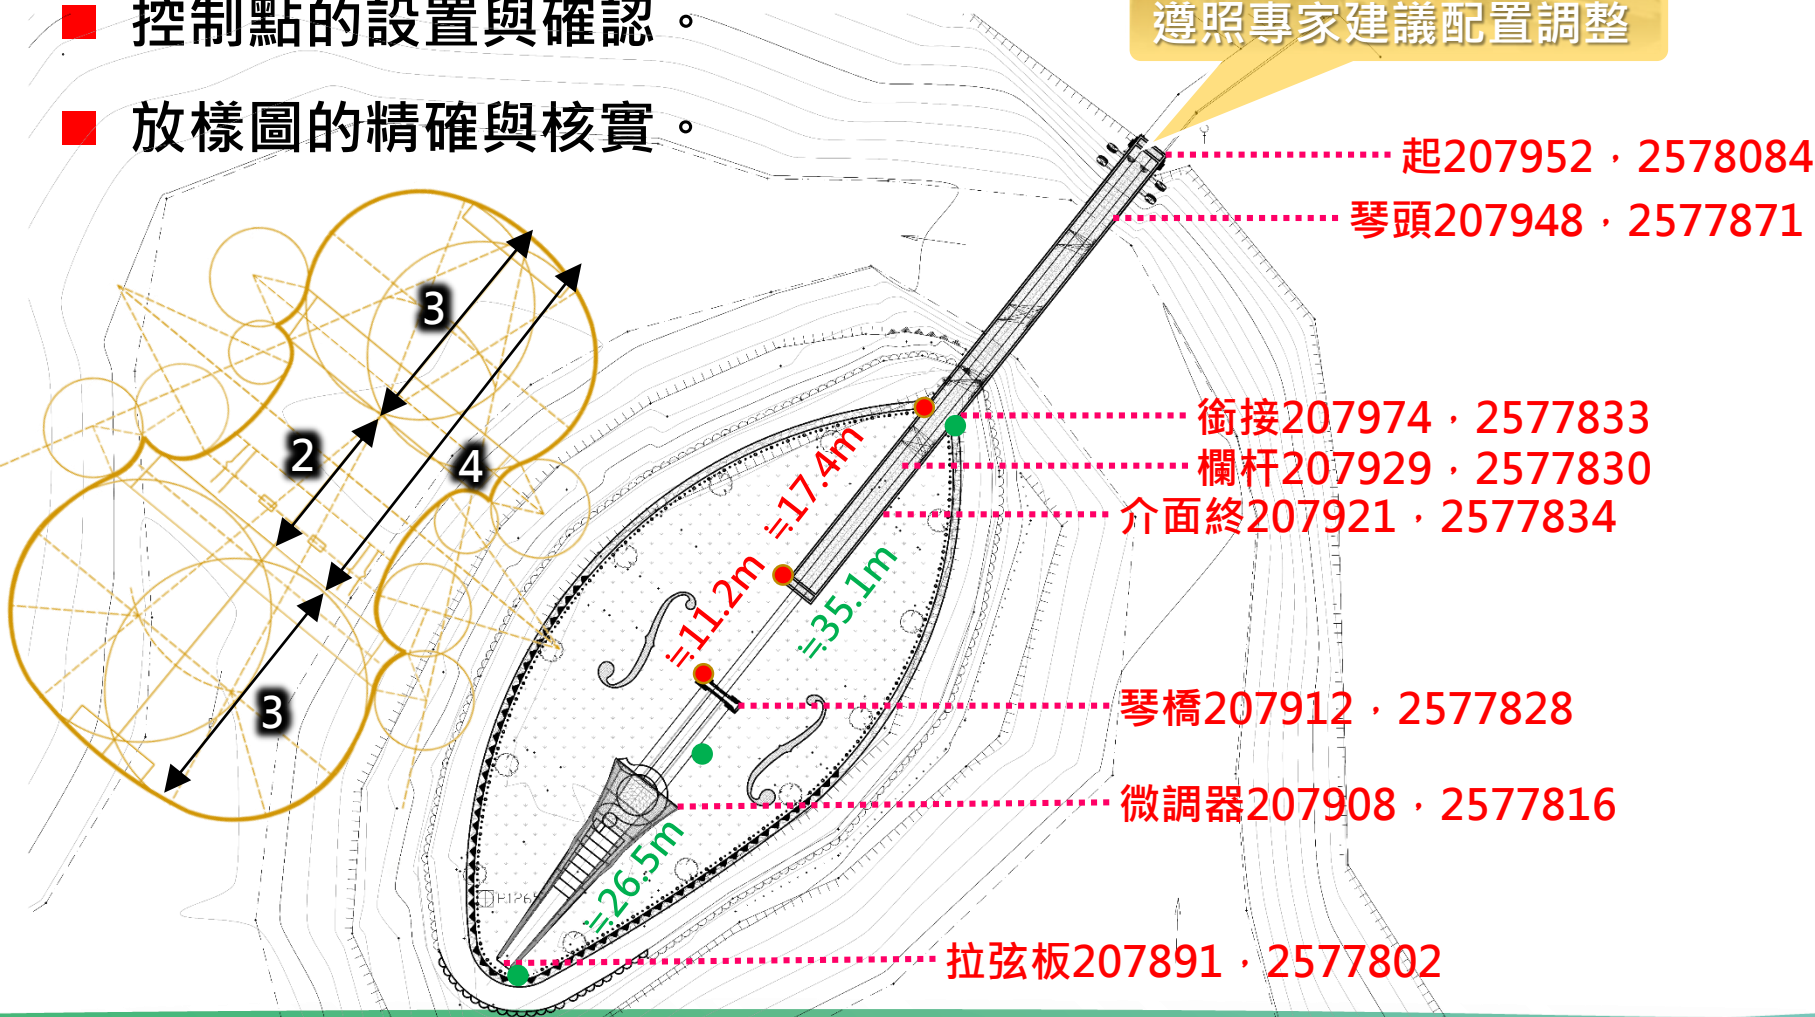 控制點的設置與確認。
放樣圖的精確與核實。
遵照專家建議配置調整
起207952，2578084
琴頭207948，2577871
銜接207974，2577833
欄杆207929，2577830
介面終207921，2577834
琴橋207912，2577828
微調器207908，2577816
拉弦板207891，2577802
≒17.4m
≒11.2m
≒35.1m
≒26.5m
3
2
4
3